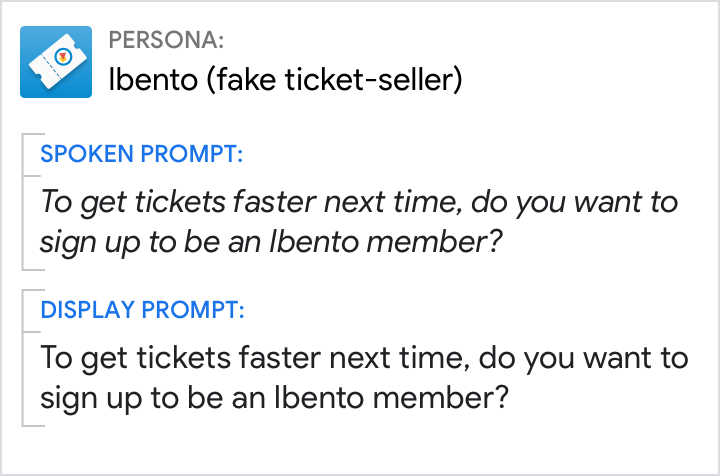 PERSONA:
Ibento (fake ticket-seller)
SPOKEN PROMPT:
To get tickets faster next time, do you want to
sign up to be an Ibento member?
DISPLAY PROMPT:
To get tickets faster next time, do you want to
sign up to be an Ibento member?